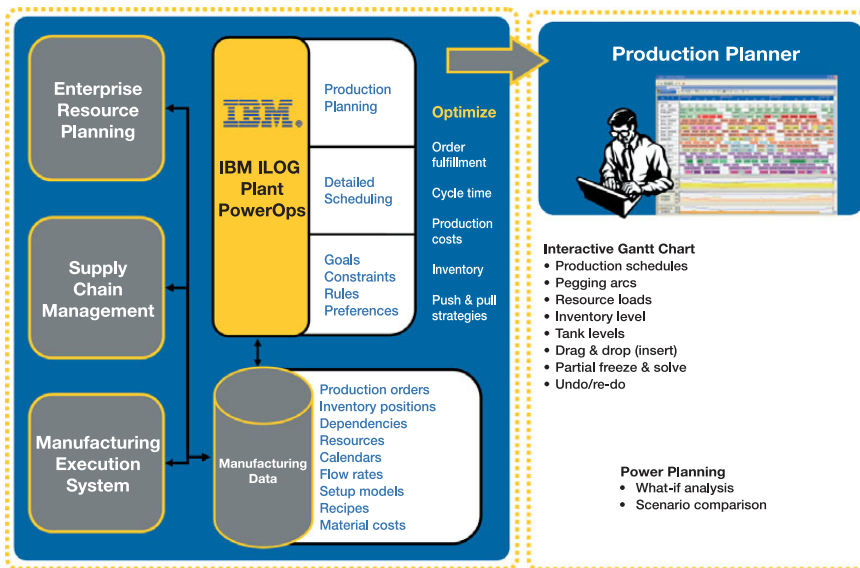 Enterprise
Resource
Planning
Supply
Chain
Management
Manufacturing
Execution
System
IBM.
IBM ILOG
Plant
PowerOps
Production
Planning
Detailed
Scheduling
Goals
Constraints
Rules
Preferences
Optimize
Order
fulfillment
Cycle time
Production
costs
Inventory
Push & pull
strategies
Manufacturing
Data
Production orders
Inventory positions
Dependencies
Resources
Calendars
Flow rates
Setup models
Recipes
Material costs
Production Planner
Interactive Gantt Chart
• Production schedules
• Pegging arcs
• Resource loads
• Inventory level
• Tank levels
• Drag & drop (insert)
• Partial freeze & solve
• Undo/re-do
Power Planning
• What-if analysis
• Scenario comparison